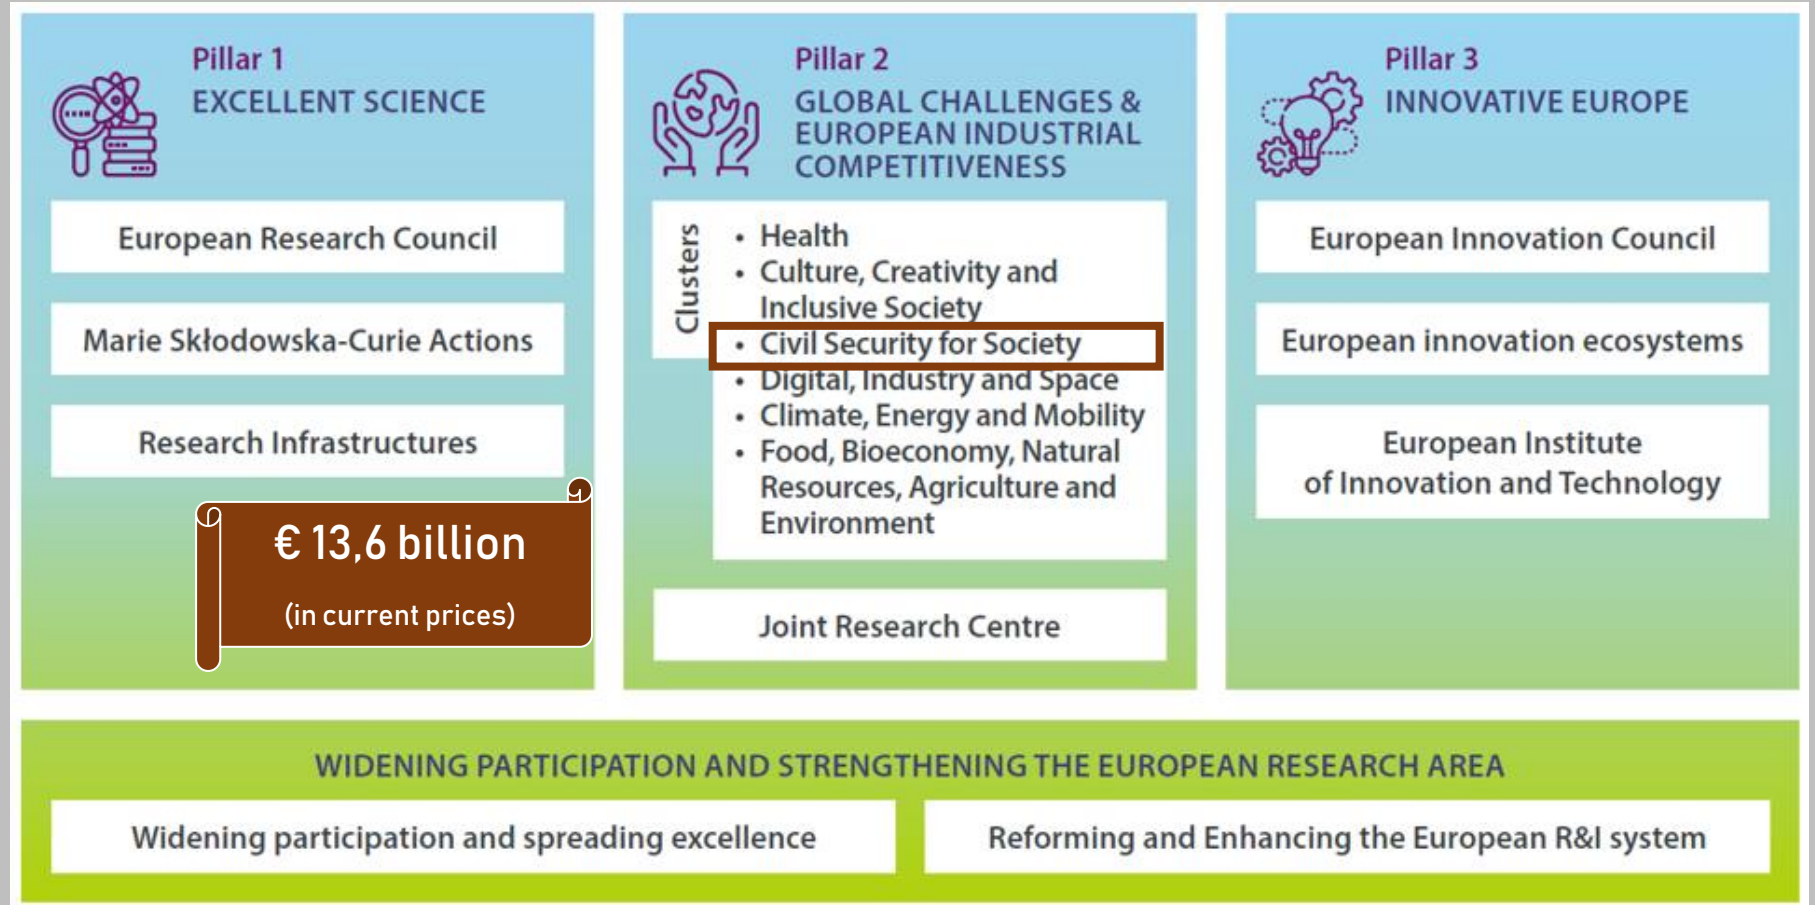 Pillar 1
EXCELLENT SCIENCE
European Research Council
Marie Skłodowska-Curie Actions
Research Infrastructures
€ 13,6 billion
(in current prices)
Pillar 2
GLOBAL CHALLENGES &
EUROPEAN INDUSTRIAL
COMPETITIVENESS
Clusters
• Health
• Culture, Creativity and
Inclusive Society
• Civil Security for Society
• Digital, Industry and Space
• Climate, Energy and Mobility
• Food, Bioeconomy, Natural
Resources, Agriculture and
Environment
Joint Research Centre
Pillar 3
INNOVATIVE EUROPE
European Innovation Council
European innovation ecosystems
European Institute
of Innovation and Technology
WIDENING PARTICIPATION AND STRENGTHENING THE EUROPEAN RESEARCH AREA
Widening participation and spreading excellence
Reforming and Enhancing the European R&I system